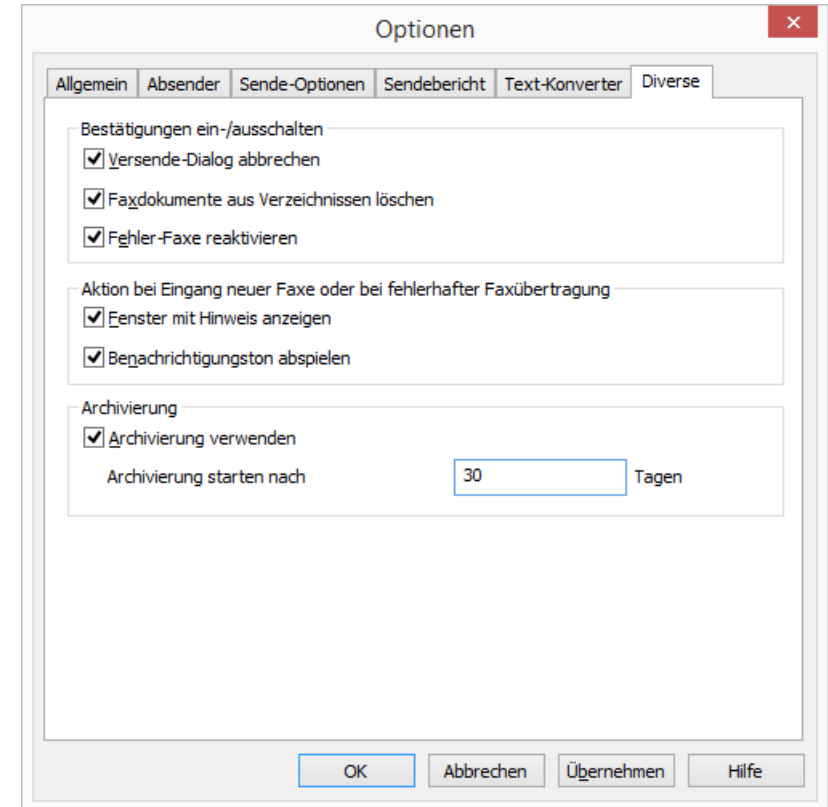 Optionen
Allgemein Absender Sende-Optionen Sendebericht Text-Konverter Diverse
Bestätigungen ein-/ausschalten
Versende-Dialog abbrechen
Faxdokumente aus Verzeichnissen löschen
Fehler-Faxe reaktivieren
Aktion bei Eingang neuer Faxe oder bei fehlerhafter Faxübertragung
Fenster mit Hinweis anzeigen
Benachrichtigungston abspielen
Archivierung
Archivierung verwenden
Archivierung starten nach 30 Tagen
OK Abbrechen Übernehmen Hilfe